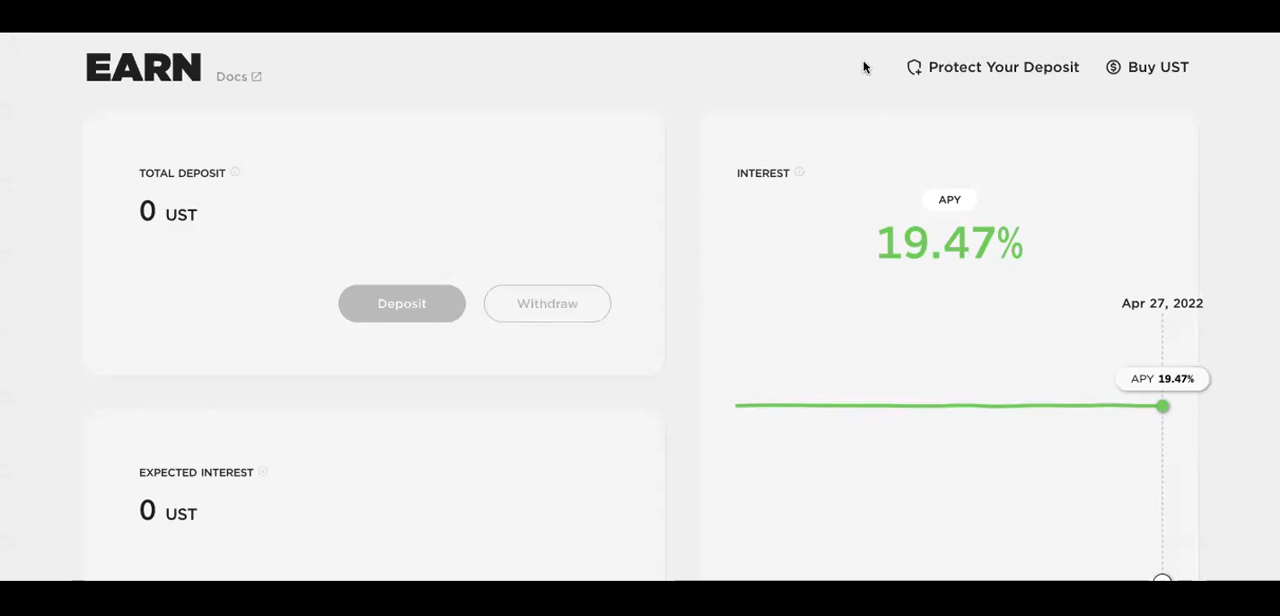 EARN
Docs
Protect Your Deposit
Buy UST
TOTAL DEPOSIT
0 UST
Deposit
Withdraw
EXPECTED INTEREST
0 UST
INTEREST
APY
19.47%
Apr 27, 2022
APY 19.47%